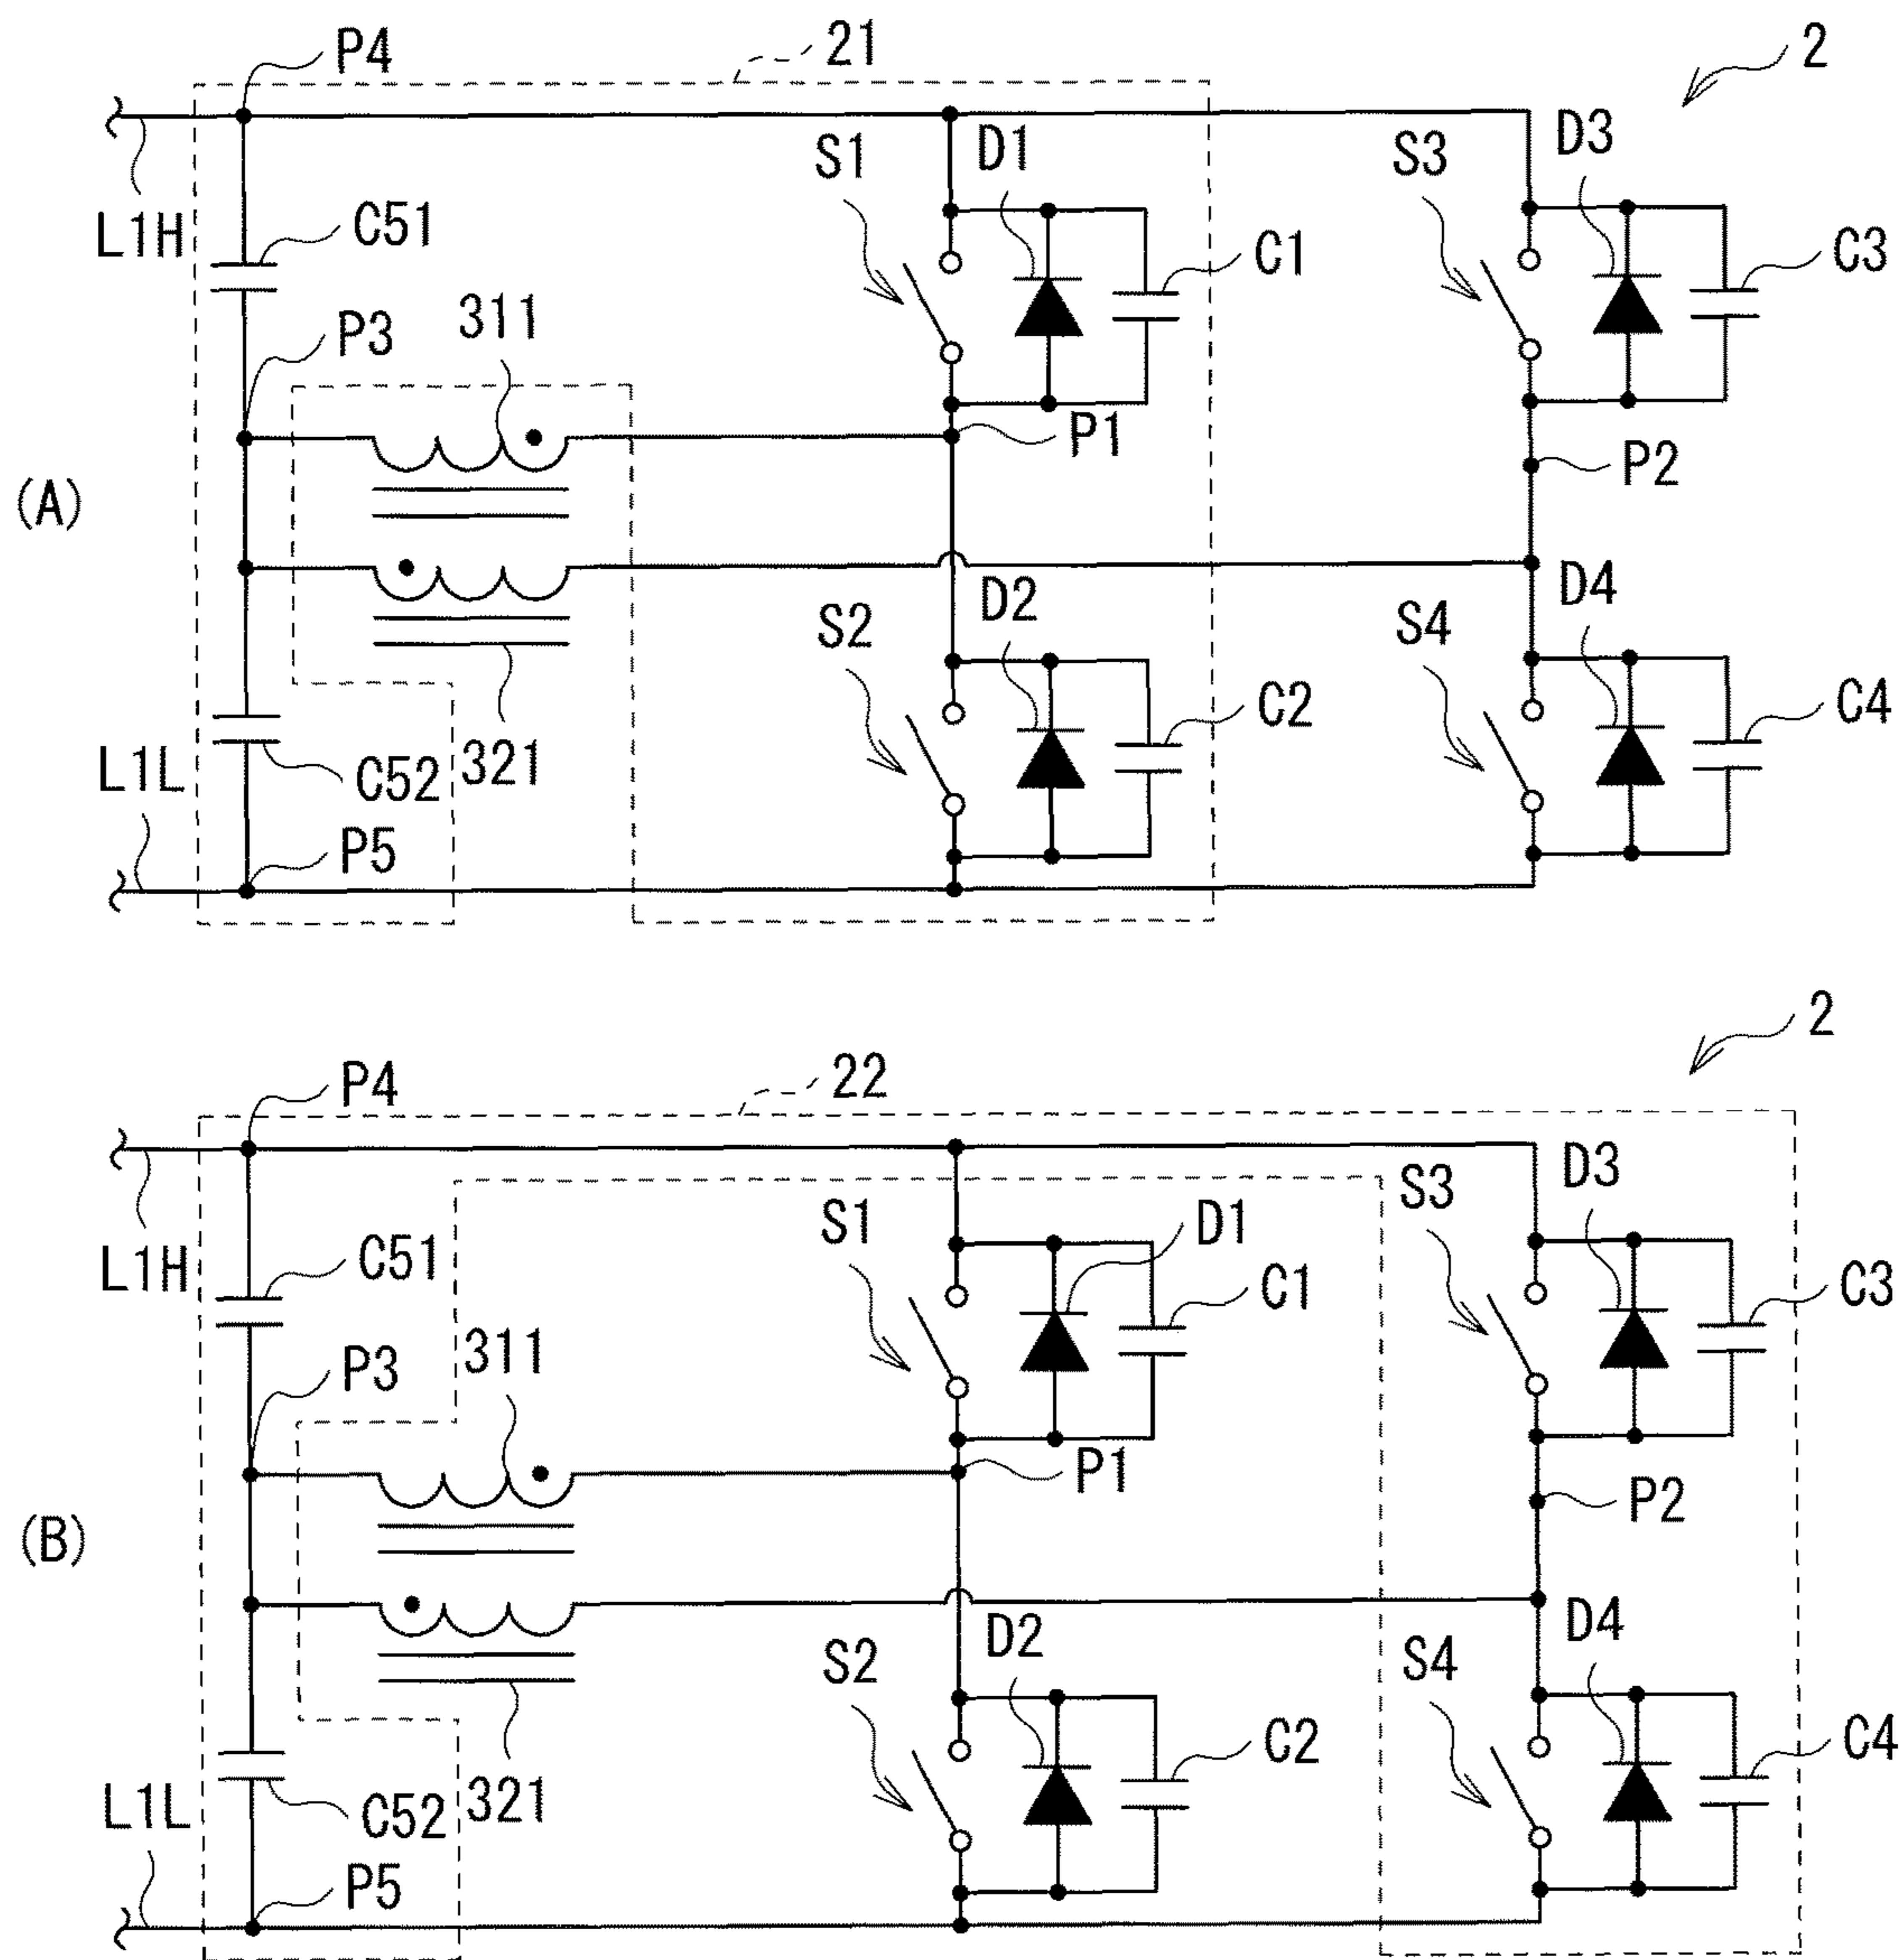 P4
21
2
S1
D1
S3
D3
L1H
C51
C1
C3
P3
311
P1
P2
(A)
D2
D4
S2
S4
L1L
C52
321
C2
C4
P5
2
P4
22
S1
D1
S3
D3
L1H
C51
C1
C3
P3
311
P1
P2
(B)
D2
D4
S2
S4
L1L
C52
321
C2
C4
P5